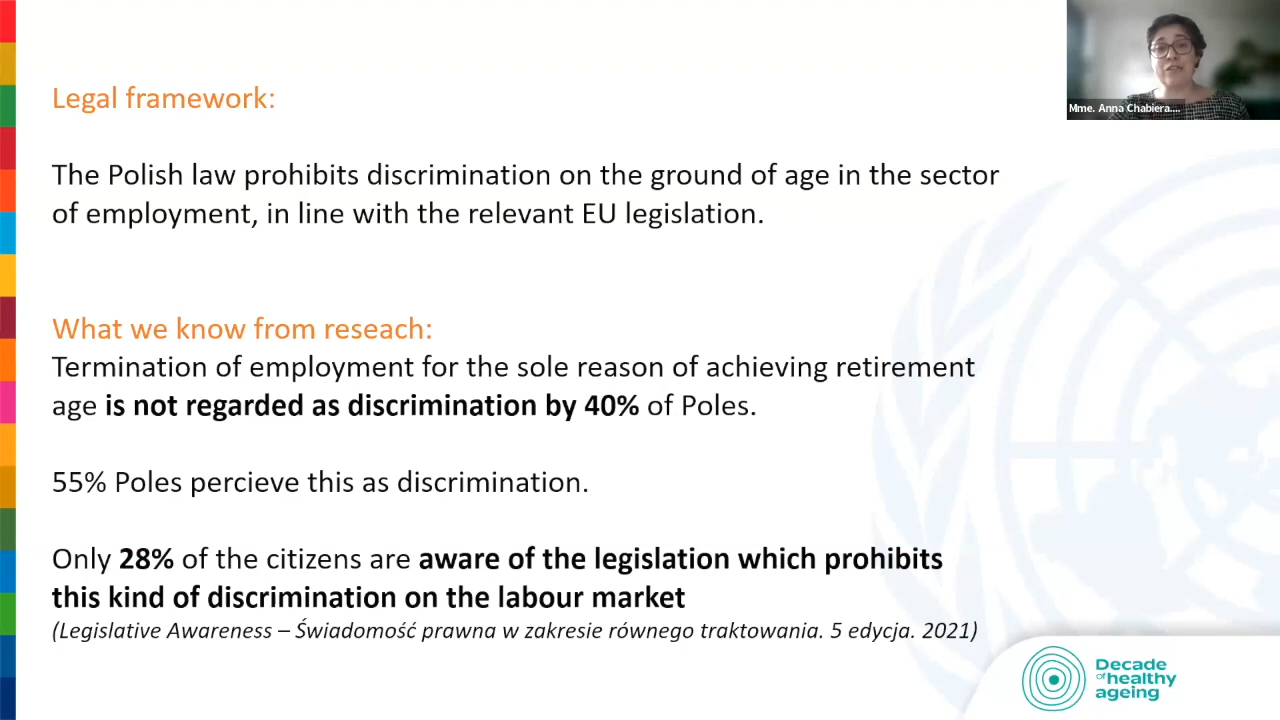 Mme. Anna Chabiera....
Legal framework:
The Polish law prohibits discrimination on the ground of age in the sector
of employment, in line with the relevant EU legislation.
What we know from reseach:
Termination of employment for the sole reason of achieving retirement
age is not regarded as discrimination by 40% of Poles.
55% Poles percieve this as discrimination.
Only 28% of the citizens are aware of the legislation which prohibits
this kind of discrimination on the labour market
(Legislative Awareness – Świadomość prawna w zakresie równego traktowania. 5 edycja. 2021)
Decade
of healthy
ageing